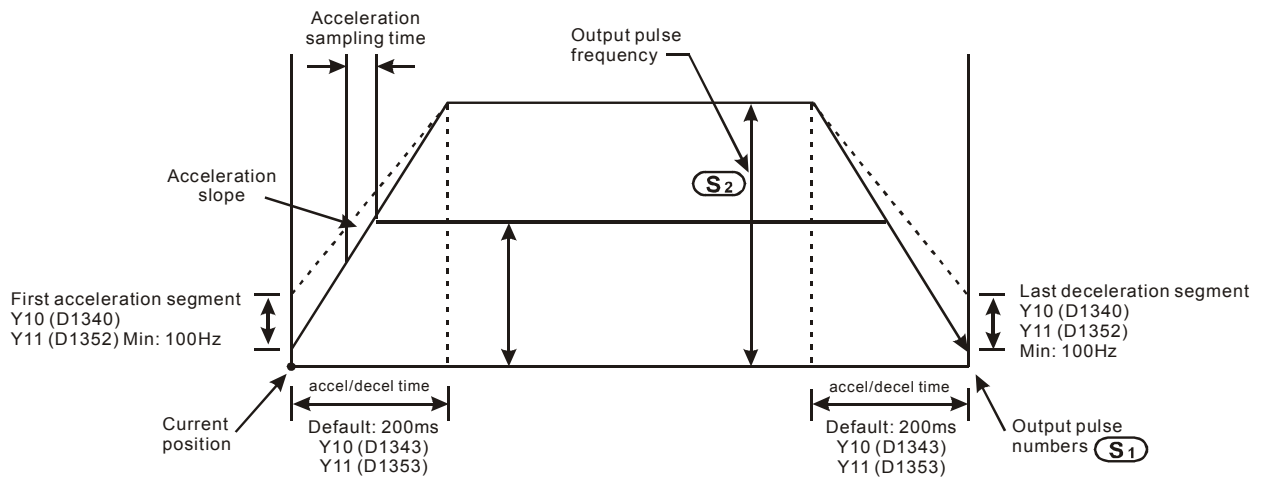 Acceleration
sampling time
Output pulse
frequency
S2
Acceleration
slope
First acceleration segment
Y10 (D1340)
Y11 (D1352) Min: 100Hz
Last deceleration segment
Y10 (D1340)
Y11 (D1352)
Min: 100Hz
Current
position
accel/decel time
Default: 200ms
Y10 (D1343)
Y11 (D1353)
accel/decel time
Default: 200ms
Y10 (D1343)
Y11 (D1353)
Output pulse
numbers S1